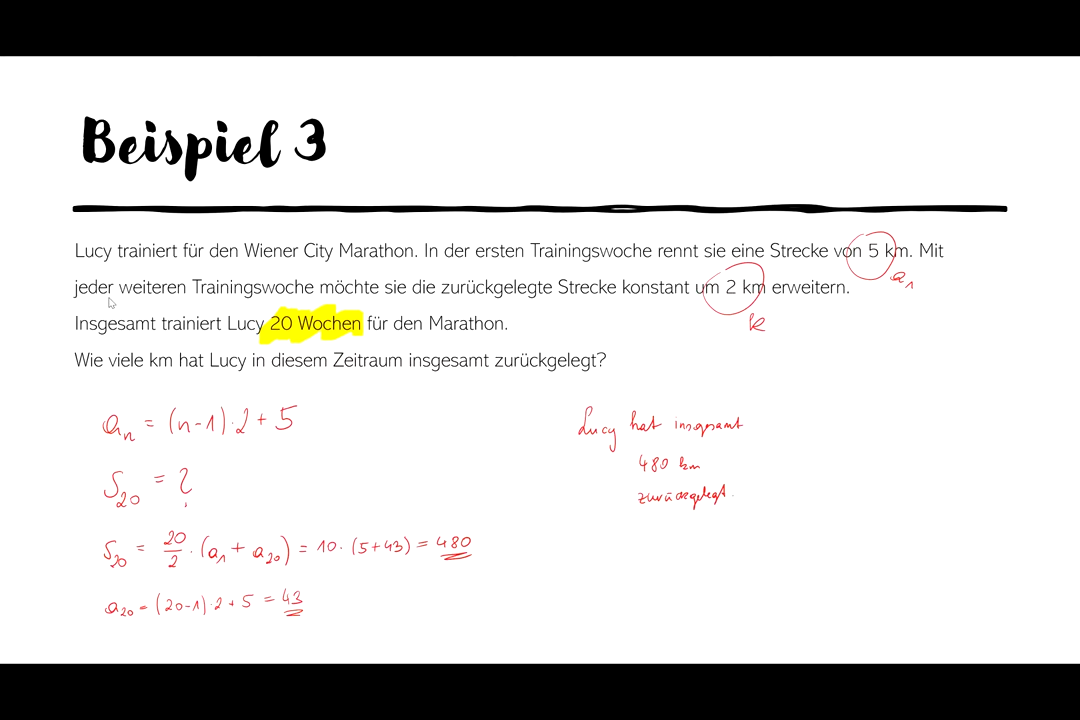 Beispiel 3
Lucy trainiert für den Wiener City Marathon. In der ersten Trainingswoche rennt sie eine Strecke von 5 km. Mit
jeder weiteren Trainingswoche möchte sie die zurückgelegte Strecke konstant um 2 km erweitern.
a₁
Insgesamt trainiert Lucy 20 Wochen für den Marathon.
k
Wie viele km hat Lucy in diesem Zeitraum insgesamt zurückgelegt?
aₙ = (n-1)·2 + 5
S₂₀ = ?
S₂₀ = 20/2 · (a₁ + a₂₀) = 10 · (5+43) = 480
a₂₀ = (20-1)·2 + 5 = 43
Lucy hat insgesamt
480 km
zurückgelegt.